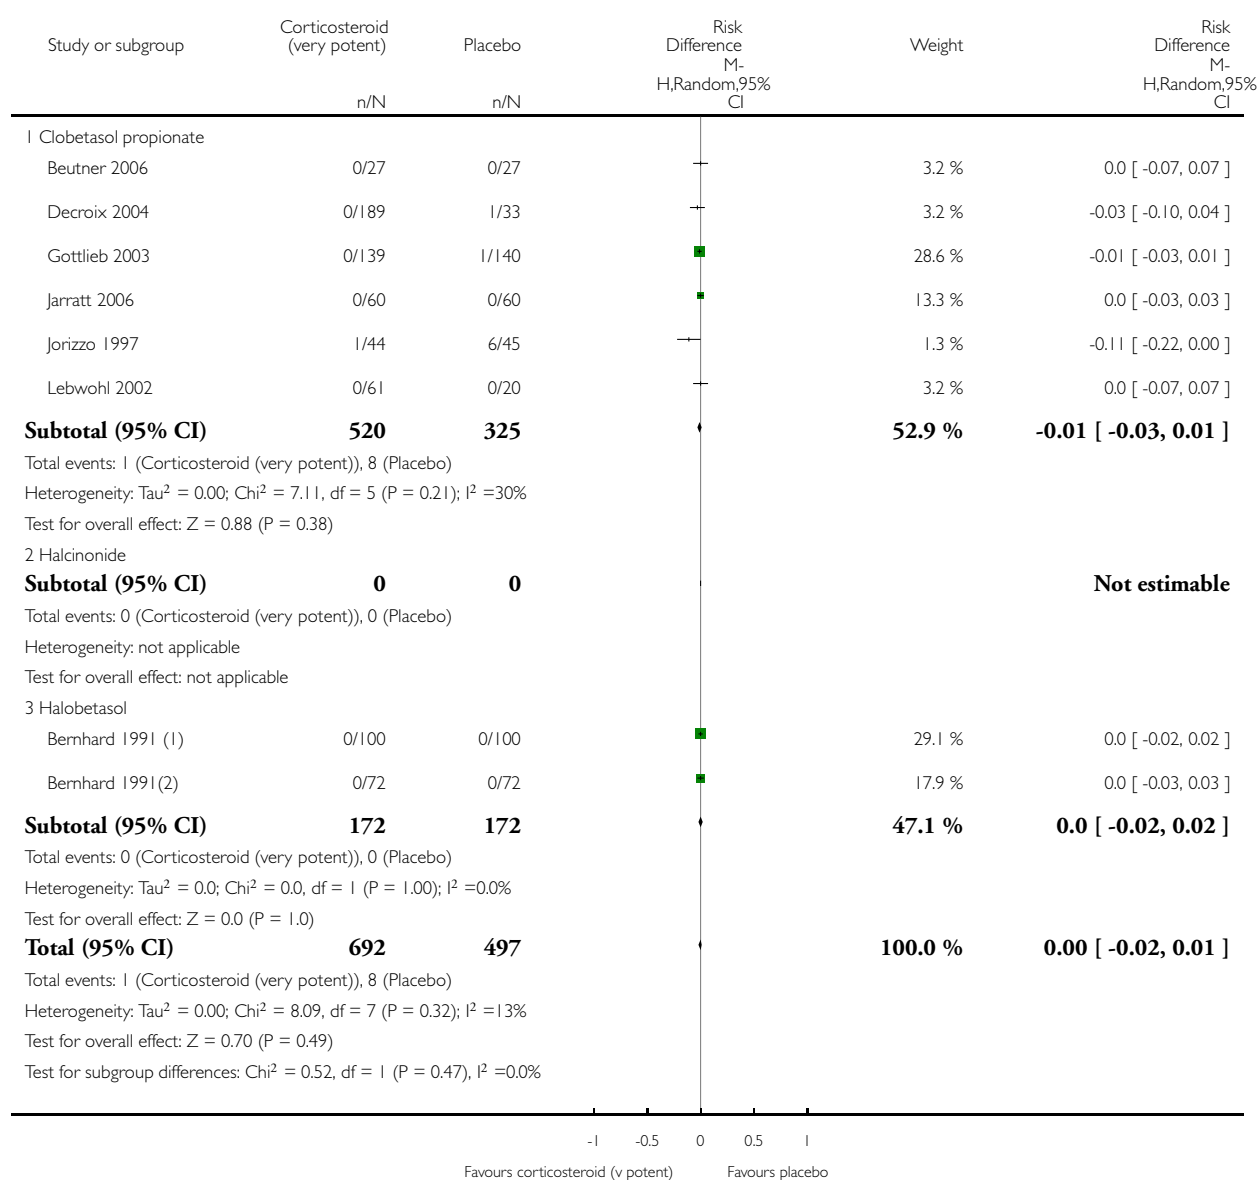 Study or subgroup Corticosteroid (very potent) Placebo Risk Difference Weight Risk Difference
n/N n/N M-H,Random,95% CI M-H,Random,95% CI
1 Clobetasol propionate
Beutner 2006 0/27 0/27 3.2 % 0.0 [ -0.07, 0.07 ]
Decroix 2004 0/189 1/33 3.2 % -0.03 [ -0.10, 0.04 ]
Gottlieb 2003 0/139 1/140 28.6 % -0.01 [ -0.03, 0.01 ]
Jarratt 2006 0/60 0/60 13.3 % 0.0 [ -0.03, 0.03 ]
Jorizzo 1997 1/44 6/45 1.3 % -0.11 [ -0.22, 0.00 ]
Lebwohl 2002 0/61 0/20 3.2 % 0.0 [ -0.07, 0.07 ]
Subtotal (95% CI) 520 325 52.9 % -0.01 [ -0.03, 0.01 ]
Total events: 1 (Corticosteroid (very potent)), 8 (Placebo)
Heterogeneity: Tau² = 0.00; Chi² = 7.11, df = 5 (P = 0.21); I² =30%
Test for overall effect: Z = 0.88 (P = 0.38)
2 Halcinonide
Subtotal (95% CI) 0 0 Not estimable
Total events: 0 (Corticosteroid (very potent)), 0 (Placebo)
Heterogeneity: not applicable
Test for overall effect: not applicable
3 Halobetasol
Bernhard 1991 (1) 0/100 0/100 29.1 % 0.0 [ -0.02, 0.02 ]
Bernhard 1991(2) 0/72 0/72 17.9 % 0.0 [ -0.03, 0.03 ]
Subtotal (95% CI) 172 172 47.1 % 0.0 [ -0.02, 0.02 ]
Total events: 0 (Corticosteroid (very potent)), 0 (Placebo)
Heterogeneity: Tau² = 0.0; Chi² = 0.0, df = 1 (P = 1.00); I² =0.0%
Test for overall effect: Z = 0.0 (P = 1.0)
Total (95% CI) 692 497 100.0 % 0.00 [ -0.02, 0.01 ]
Total events: 1 (Corticosteroid (very potent)), 8 (Placebo)
Heterogeneity: Tau² = 0.00; Chi² = 8.09, df = 7 (P = 0.32); I² =13%
Test for overall effect: Z = 0.70 (P = 0.49)
Test for subgroup differences: Chi² = 0.52, df = 1 (P = 0.47), I² =0.0%
-1 -0.5 0 0.5 1
Favours corticosteroid (v potent) Favours placebo